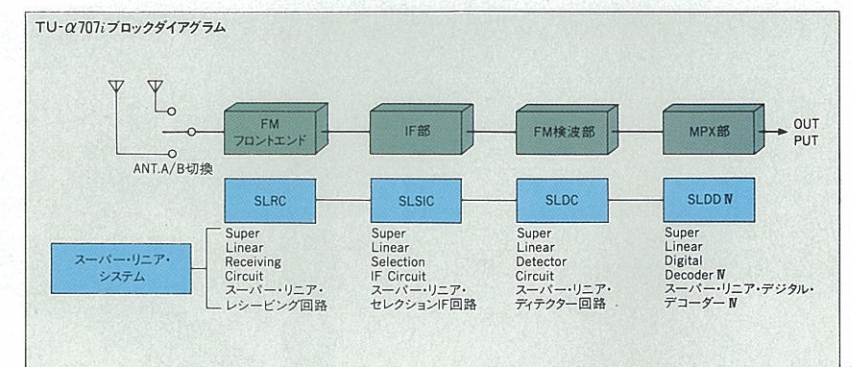 TU-α707iブロックダイアグラム
FM
フロントエンド
IF部
FM検波部
MPX部
OUT
PUT
ANT.A/B切換
SLRC
SLSIC
SLDC
SLDD Ⅳ
スーパー・リニア・
システム
Super
Linear
Receiving
Circuit
スーパー・リニア・
レシービング回路
Super
Linear
Selection
IF Circuit
スーパー・リニア・
セレクションIF回路
Super
Linear
Detector
Circuit
スーパー・リニア・
ディテクター回路
Super
Linear
Digital
Decoder Ⅳ
スーパー・リニア・デジタル・
デコーダー Ⅳ